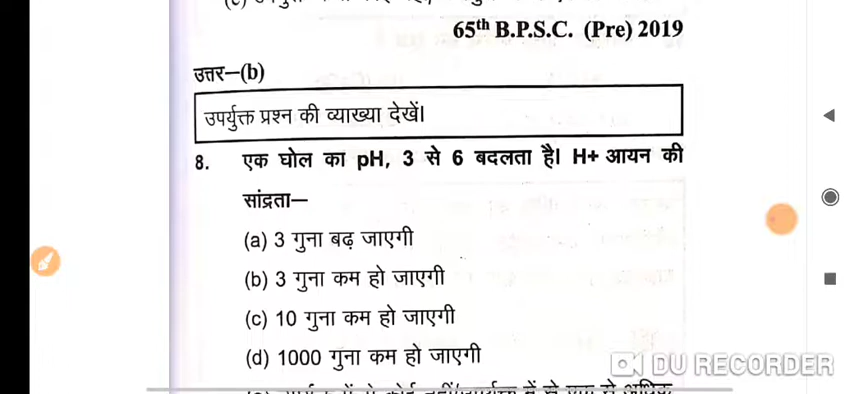 65th B.P.S.C. (Pre) 2019
उत्तर–(b)
उपर्युक्त प्रश्न की व्याख्या देखें।
8. एक घोल का pH, 3 से 6 बदलता है। H+ आयन की
सांद्रता–
(a) 3 गुना बढ़ जाएगी
(b) 3 गुना कम हो जाएगी
(c) 10 गुना कम हो जाएगी
(d) 1000 गुना कम हो जाएगी
DU RECORDER